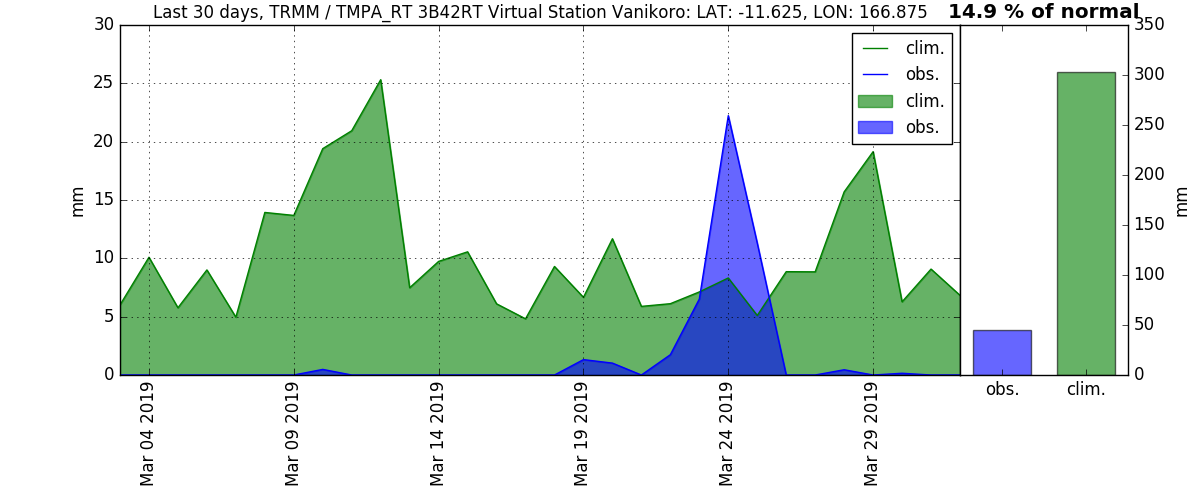 Last 30 days, TRMM / TMPA_RT 3B42RT Virtual Station Vanikoro: LAT: -11.625, LON: 166.875
14.9 % of normal
mm
30
25
20
15
10
5
0
Mar 04 2019
Mar 09 2019
Mar 14 2019
Mar 19 2019
Mar 24 2019
Mar 29 2019
clim.
obs.
clim.
obs.
obs.
clim.
350
300
250
200
150
100
50
0
mm